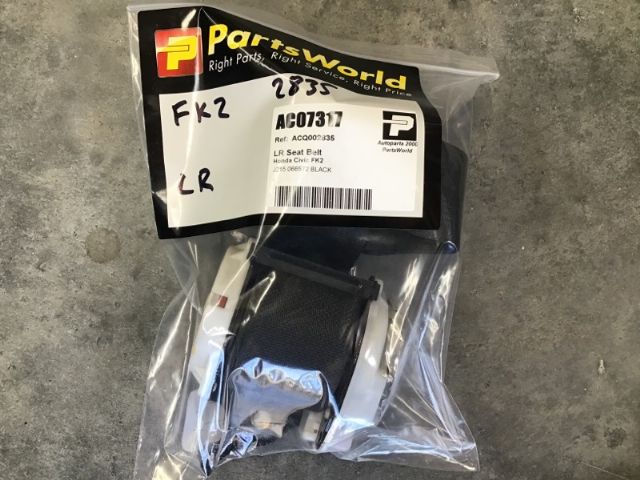 P PartsWorld
Right Parts, Right Service, Right Price
FK2
2835
LR
AC07317
Ref: ACQ002835
LR Seat Belt
Honda Civic FK2
BLACK
P
Autoparts 2000
PartsWorld